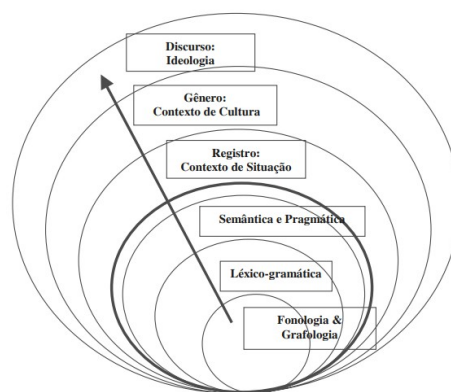 Discurso:
Ideologia
Gênero:
Contexto de Cultura
Registro:
Contexto de Situação
Semântica e Pragmática
Léxico-gramática
Fonologia &
Grafologia